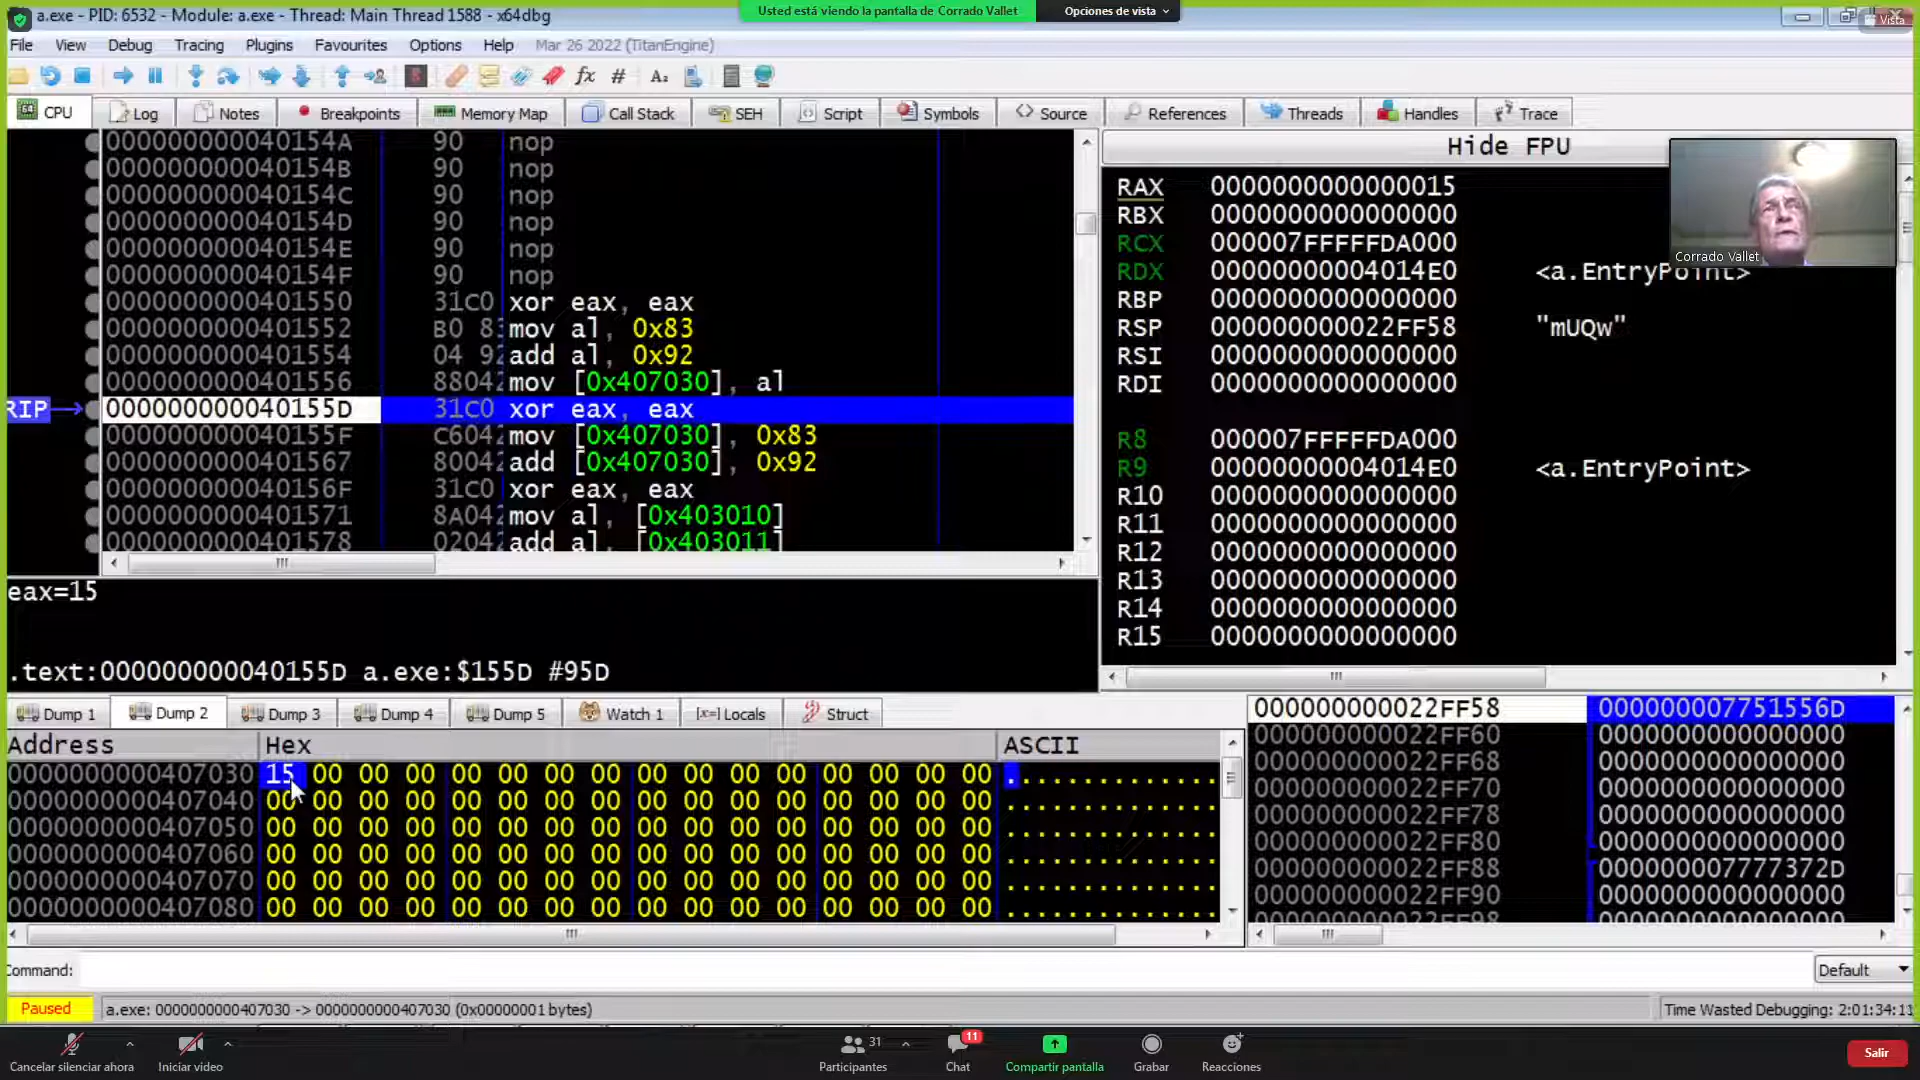 a.exe - PID: 6532 - Module: a.exe - Thread: Main Thread 1588 - x64dbg
Usted está viendo la pantalla de Corrado Vallet
Opciones de vista
Vista
File View Debug Tracing Plugins Favourites Options Help Mar 26 2022 (TitanEngine)
CPU Log Notes Breakpoints Memory Map Call Stack SEH Script Symbols Source References Threads Handles Trace
000000000040154A 90 nop
000000000040154B 90 nop
000000000040154C 90 nop
000000000040154D 90 nop
000000000040154E 90 nop
000000000040154F 90 nop
0000000000401550 31C0 xor eax, eax
0000000000401552 B0 83 mov al, 0x83
0000000000401554 04 92 add al, 0x92
0000000000401556 88042 mov [0x407030], al
RIP 000000000040155D 31C0 xor eax, eax
000000000040155F C6042 mov [0x407030], 0x83
0000000000401567 80042 add [0x407030], 0x92
000000000040156F 31C0 xor eax, eax
0000000000401571 8A042 mov al, [0x403010]
0000000000401578 02042 add al, [0x403011]
Hide FPU
RAX 0000000000000015
RBX 0000000000000000
RCX 000007FFFFFDA000
RDX 00000000004014E0 <a.EntryPoint>
RBP 0000000000000000
RSP 000000000022FF58 "mUQw"
RSI 0000000000000000
RDI 0000000000000000
R8 000007FFFFFDA000
R9 00000000004014E0 <a.EntryPoint>
R10 0000000000000000
R11 0000000000000000
R12 0000000000000000
R13 0000000000000000
R14 0000000000000000
R15 0000000000000000
Corrado Vallet
eax=15
.text:000000000040155D a.exe:$155D #95D
Dump 1 Dump 2 Dump 3 Dump 4 Dump 5 Watch 1 [x=] Locals Struct
Address Hex ASCII
0000000000407030 15 00 00 00 00 00 00 00 00 00 00 00 00 00 00 00 ................
0000000000407040 00 00 00 00 00 00 00 00 00 00 00 00 00 00 00 00 ................
0000000000407050 00 00 00 00 00 00 00 00 00 00 00 00 00 00 00 00 ................
0000000000407060 00 00 00 00 00 00 00 00 00 00 00 00 00 00 00 00 ................
0000000000407070 00 00 00 00 00 00 00 00 00 00 00 00 00 00 00 00 ................
0000000000407080 00 00 00 00 00 00 00 00 00 00 00 00 00 00 00 00 ................
000000000022FF58 000000007751556D
000000000022FF60 0000000000000000
000000000022FF68 0000000000000000
000000000022FF70 0000000000000000
000000000022FF78 0000000000000000
000000000022FF80 0000000000000000
000000000022FF88 000000007777372D
000000000022FF90 0000000000000000
000000000022FF98 0000000000000000
Command:
Default
Paused a.exe: 0000000000407030 -> 0000000000407030 (0x00000001 bytes)
Time Wasted Debugging: 2:01:34:11
Cancelar silenciar ahora
Iniciar video
Participantes 31
Chat 11
Compartir pantalla
Grabar
Reacciones
Salir